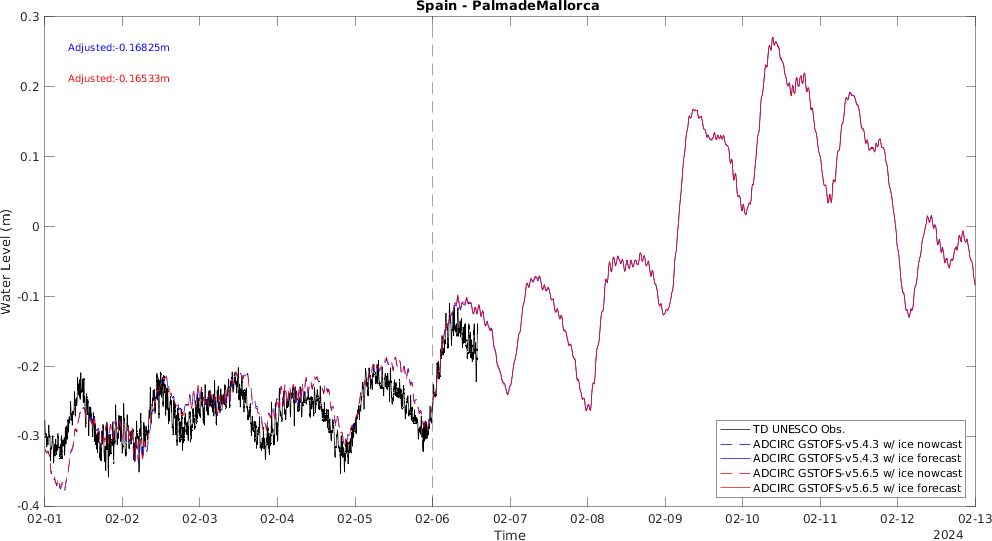 Spain - PalmadeMallorca
Adjusted:-0.16825m
Adjusted:-0.16533m
Water Level (m)
0.3
0.2
0.1
0
-0.1
-0.2
-0.3
-0.4
TD UNESCO Obs.
ADCIRC GSTOFS-v5.4.3 w/ ice nowcast
ADCIRC GSTOFS-v5.4.3 w/ ice forecast
ADCIRC GSTOFS-v5.6.5 w/ ice nowcast
ADCIRC GSTOFS-v5.6.5 w/ ice forecast
02-01 02-02 02-03 02-04 02-05 02-06 02-07 02-08 02-09 02-10 02-11 02-12 02-13
Time
2024